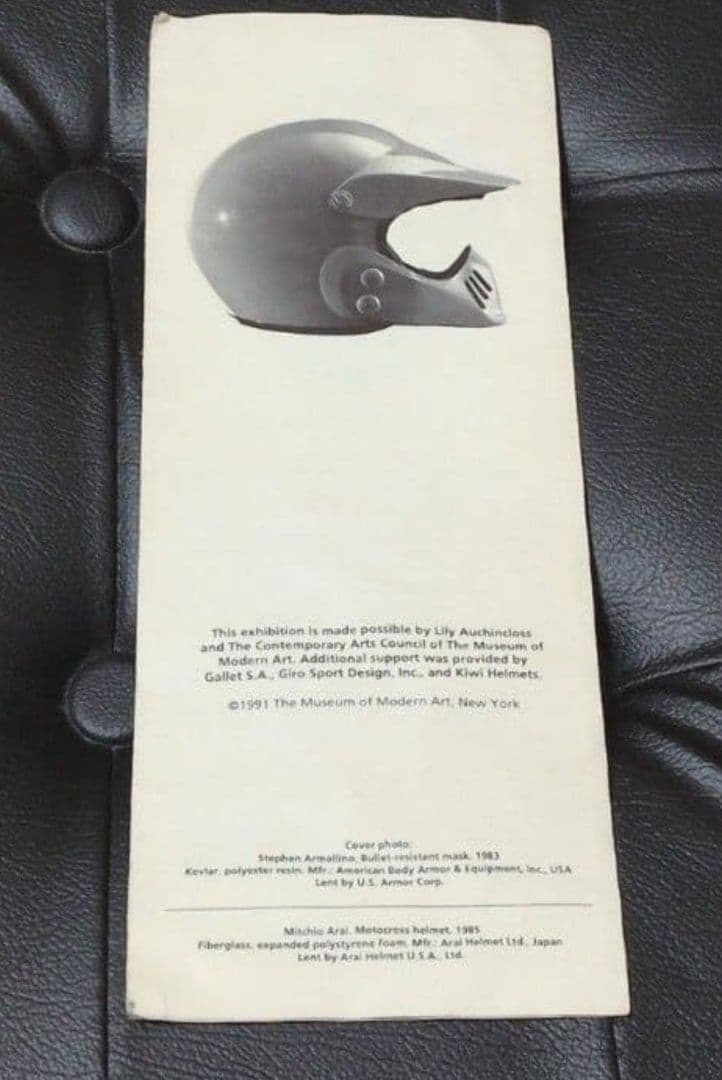 This exhibition is made possible by Lily Auchincloss
and The Contemporary Arts Council of The Museum of
Modern Art. Additional support was provided by
Gallet S.A., Giro Sport Design, Inc., and Kiwi Helmets.
©1991 The Museum of Modern Art, New York
Cover photo:
Stephen Armellino. Bullet-resistant mask. 1983
Kevlar, polyester resin. Mfr.: American Body Armor & Equipment, Inc., USA
Lent by U.S. Armor Corp.
Mitchio Arai. Motocross helmet. 1985
Fiberglass, expanded polystyrene foam. Mfr.: Arai Helmet Ltd., Japan
Lent by Arai Helmet U.S.A., Ltd.